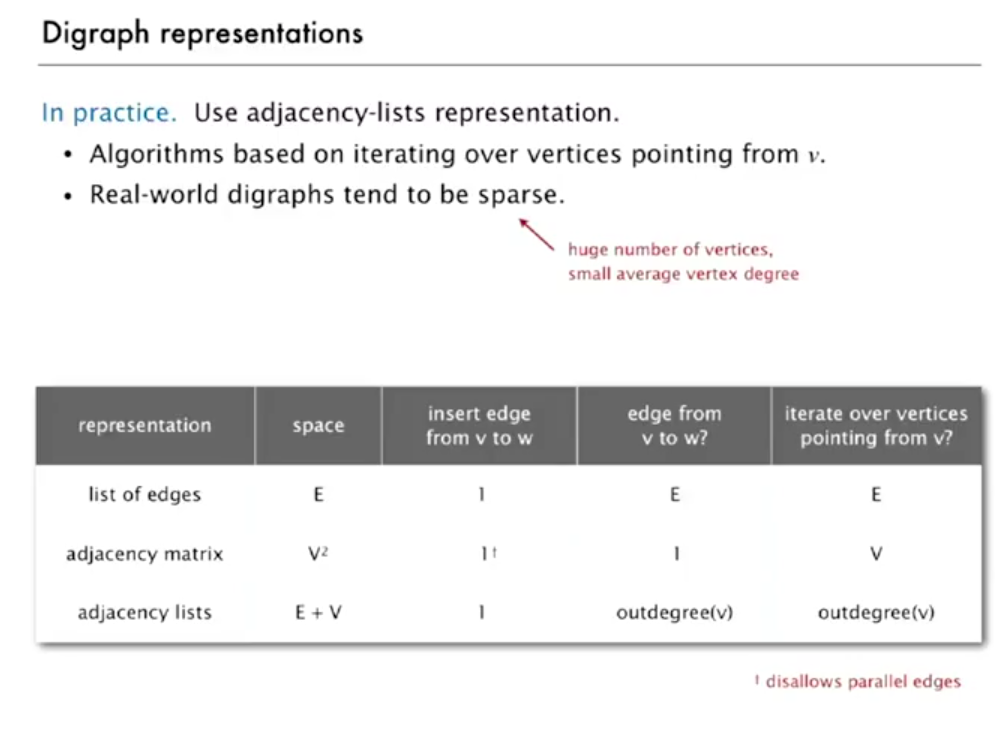 Digraph representations
In practice. Use adjacency-lists representation.
• Algorithms based on iterating over vertices pointing from v.
• Real-world digraphs tend to be sparse.
huge number of vertices,
small average vertex degree
representation space insert edge from v to w edge from v to w? iterate over vertices pointing from v?
list of edges E 1 E E
adjacency matrix V² 1† 1 V
adjacency lists E + V 1 outdegree(v) outdegree(v)
† disallows parallel edges